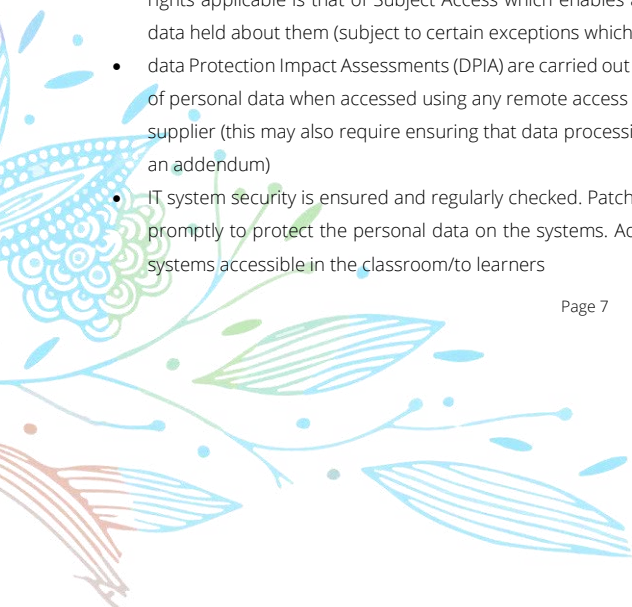 rights applicable is that of Subject Access which enables
data held about them (subject to certain exceptions which
• data Protection Impact Assessments (DPIA) are carried out
of personal data when accessed using any remote access
supplier (this may also require ensuring that data processi
an addendum)
• IT system security is ensured and regularly checked. Patch
promptly to protect the personal data on the systems. Ac
systems accessible in the classroom/to learners
Page 7